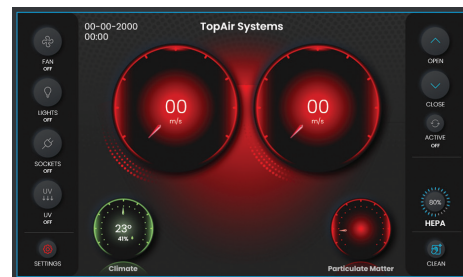 00-00-2000
00:00
TopAir Systems
FAN
OFF
LIGHTS
OFF
SOCKETS
OFF
UV
UV
OFF
SETTINGS
00
m/s
00
m/s
23°
41%
Climate
Particulate Matter
OPEN
CLOSE
ACTIVE
OFF
80%
HEPA
CLEAN